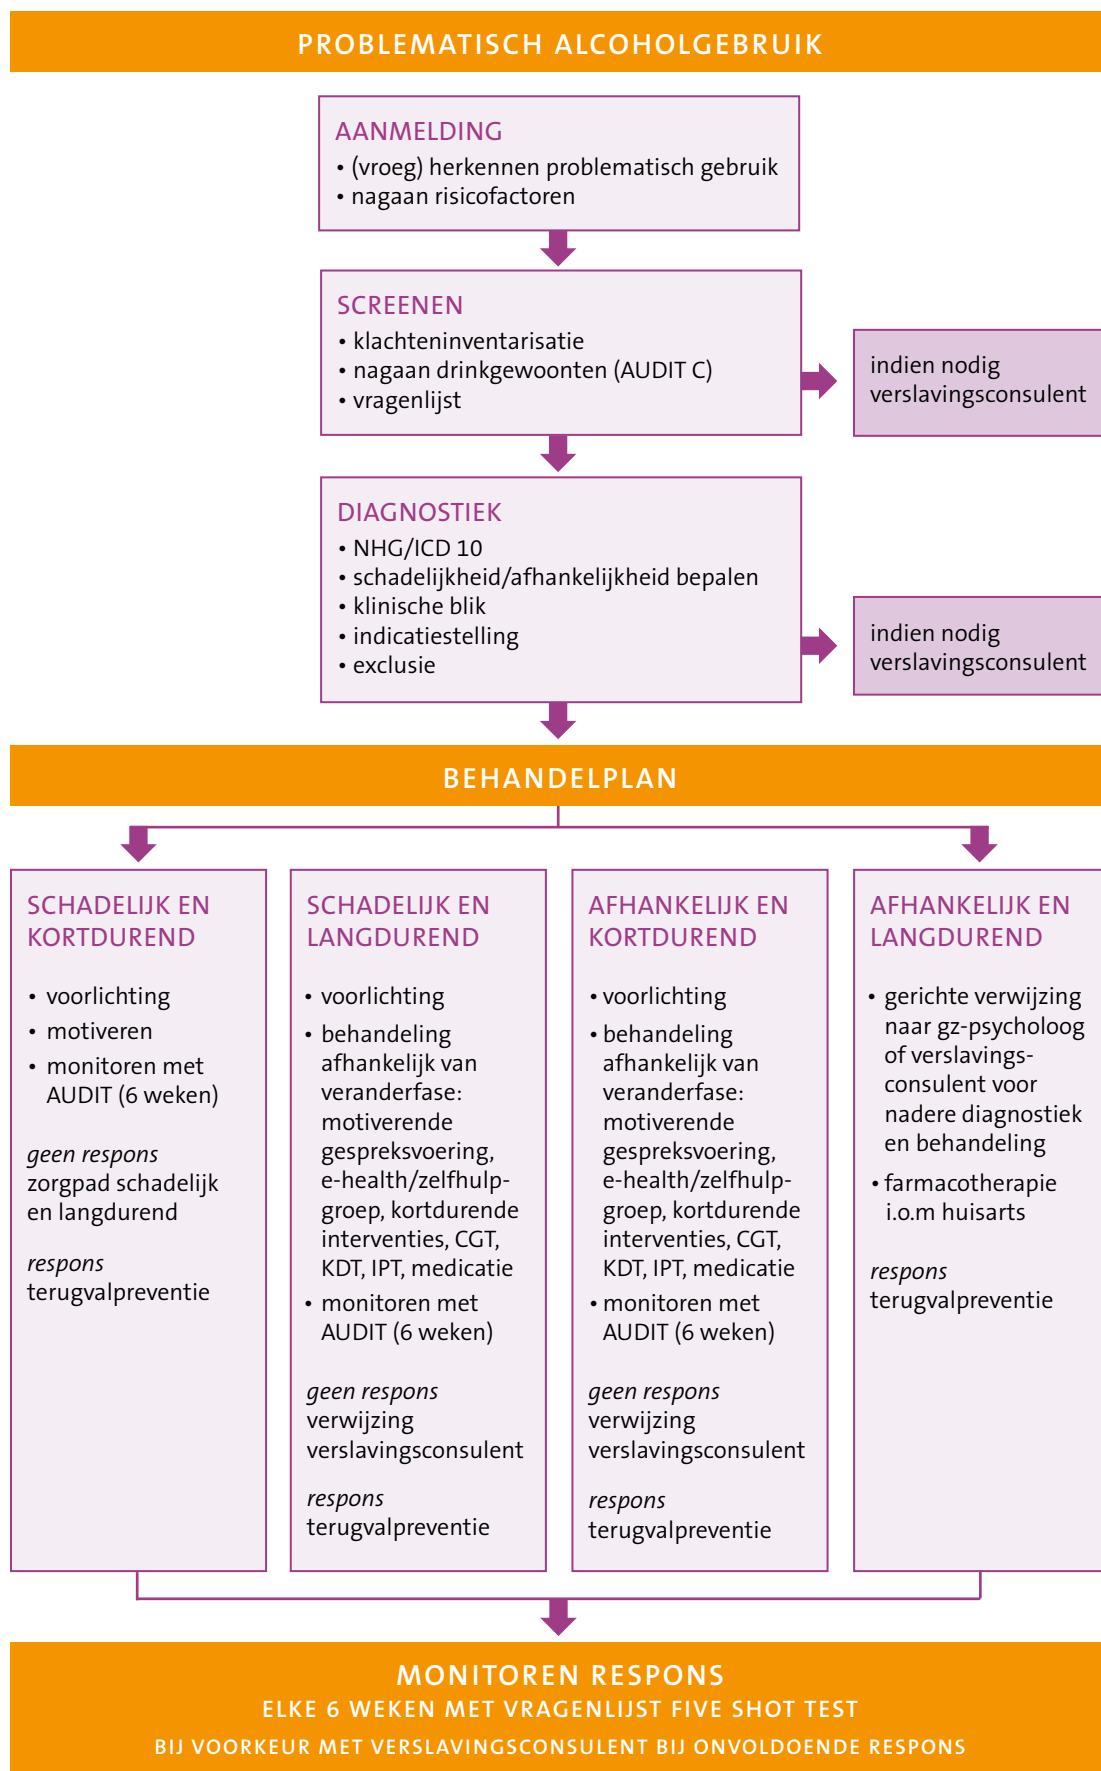 PROBLEMATISCH ALCOHOLGEBRUIK
AANMELDING
• (vroeg) herkennen problematisch gebruik
• nagaan risicofactoren
SCREENEN
• klachteninventarisatie
• nagaan drinkgewoonten (AUDIT C)
• vragenlijst
indien nodig
verslavingsconsulent
DIAGNOSTIEK
• NHG/ICD 10
• schadelijkheid/afhankelijkheid bepalen
• klinische blik
• indicatiestelling
• exclusie
indien nodig
verslavingsconsulent
BEHANDELPLAN
SCHADELIJK EN
KORTDUREND
• voorlichting
• motiveren
• monitoren met
AUDIT (6 weken)
geen respons
zorgpad schadelijk
en langdurend
respons
terugvalpreventie
SCHADELIJK EN
LANGDUREND
• voorlichting
• behandeling
afhankelijk van
veranderfase:
motiverende
gespreksvoering,
e-health/zelfhulp-
groep, kortdurende
interventies, CGT,
KDT, IPT, medicatie
• monitoren met
AUDIT (6 weken)
geen respons
verwijzing
verslavingsconsulent
respons
terugvalpreventie
AFHANKELIJK EN
KORTDUREND
• voorlichting
• behandeling
afhankelijk van
veranderfase:
motiverende
gespreksvoering,
e-health/zelfhulp-
groep, kortdurende
interventies, CGT,
KDT, IPT, medicatie
• monitoren met
AUDIT (6 weken)
geen respons
verwijzing
verslavingsconsulent
respons
terugvalpreventie
AFHANKELIJK EN
LANGDUREND
• gerichte verwijzing
naar gz-psycholoog
of verslavings-
consulent voor
nadere diagnostiek
en behandeling
• farmacotherapie
i.o.m huisarts
respons
terugvalpreventie
MONITOREN RESPONS
ELKE 6 WEKEN MET VRAGENLIJST FIVE SHOT TEST
BIJ VOORKEUR MET VERSLAVINGSCONSULENT BIJ ONVOLDOENDE RESPONS